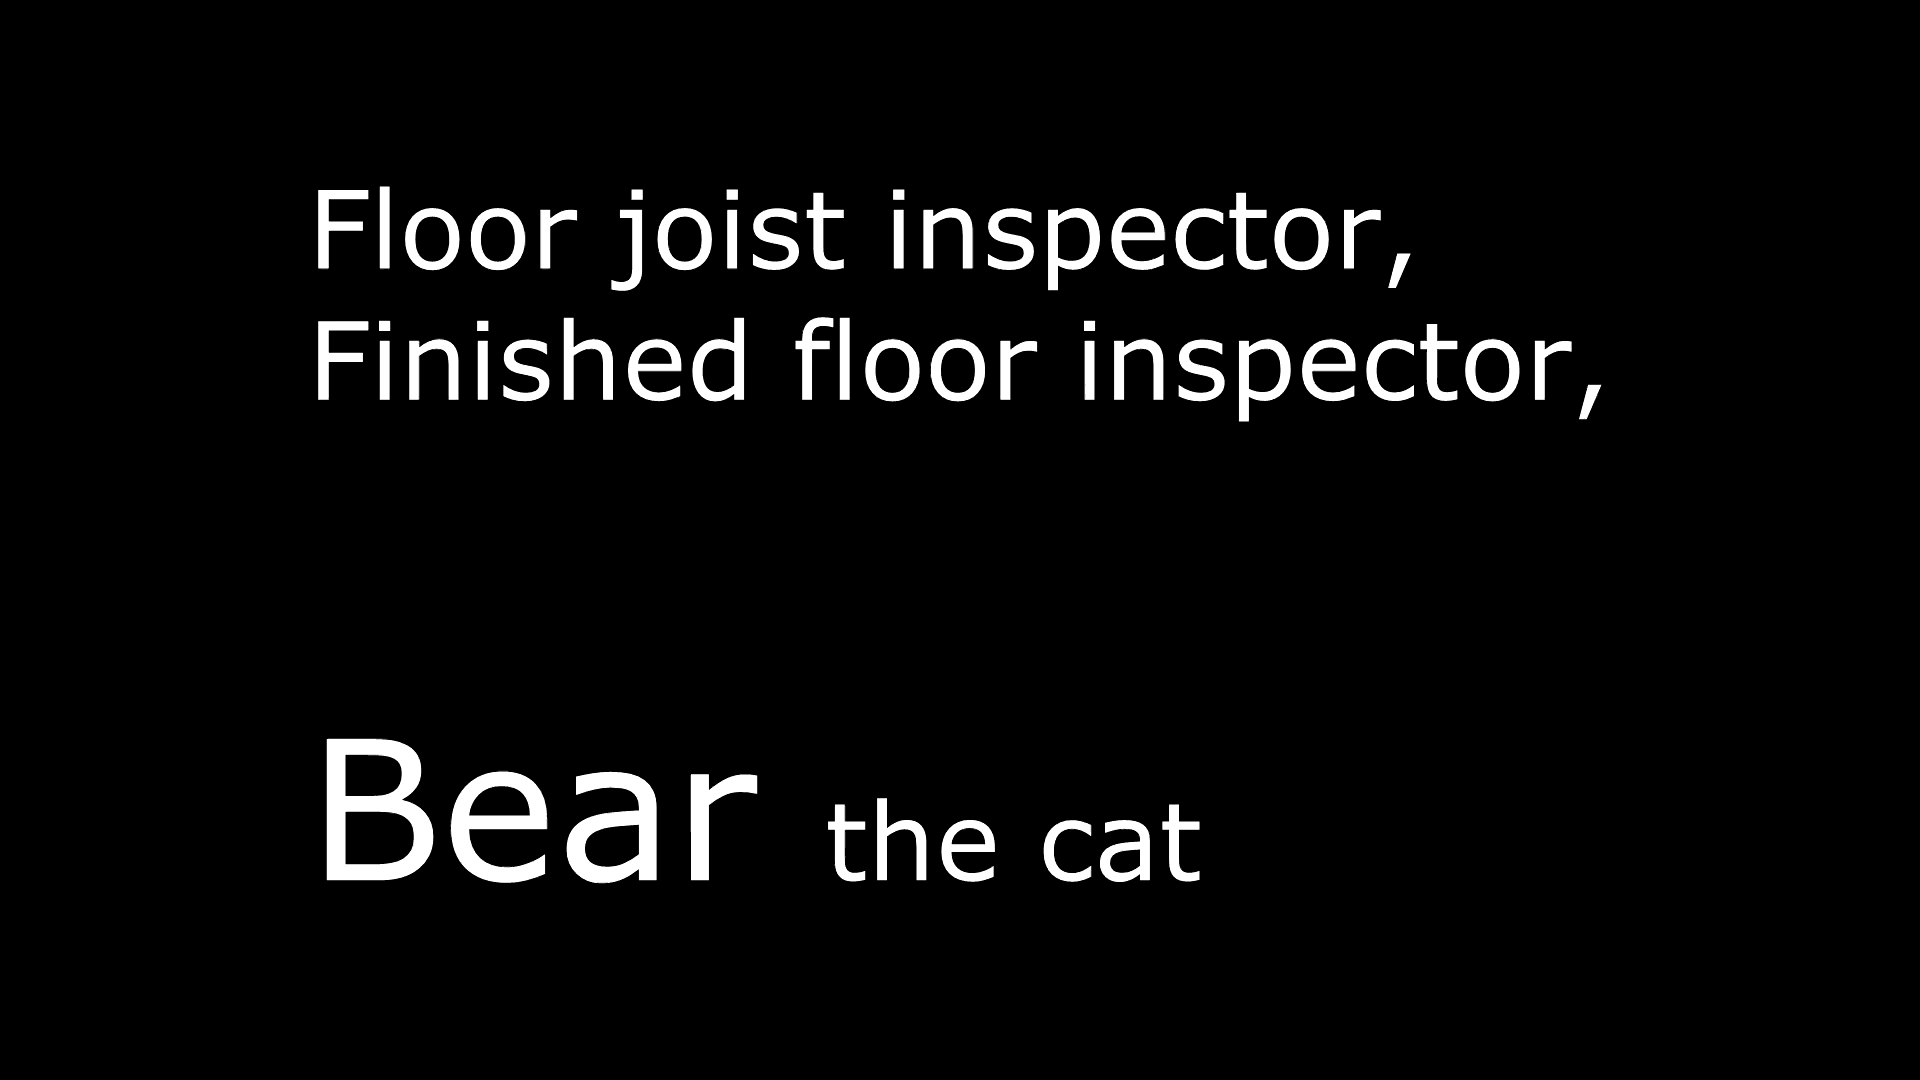 Floor joist inspector,
Finished floor inspector,
Bear the cat